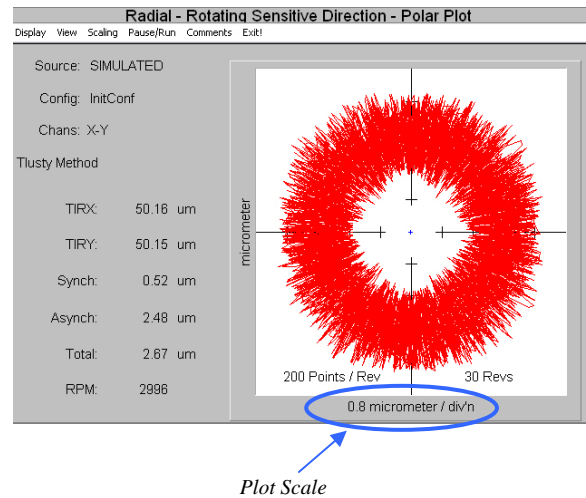 Radial - Rotating Sensitive Direction - Polar Plot
Display View Scaling Pause/Run Comments Exit!
Source: SIMULATED
Config: InitConf
Chans: X-Y
Tlusty Method
TIRX: 50.16 um
TIRY: 50.15 um
Synch: 0.52 um
Asynch: 2.48 um
Total: 2.67 um
RPM: 2996
micrometer
200 Points / Rev 30 Revs
0.8 micrometer / div'n
Plot Scale